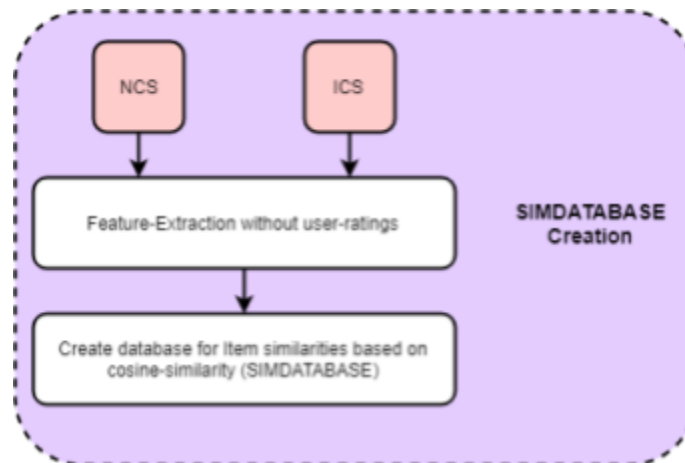 NCS
ICS
Feature-Extraction without user-ratings
SIMDATABASE
Creation
Create database for Item similarities based on
cosine-similarity (SIMDATABASE)